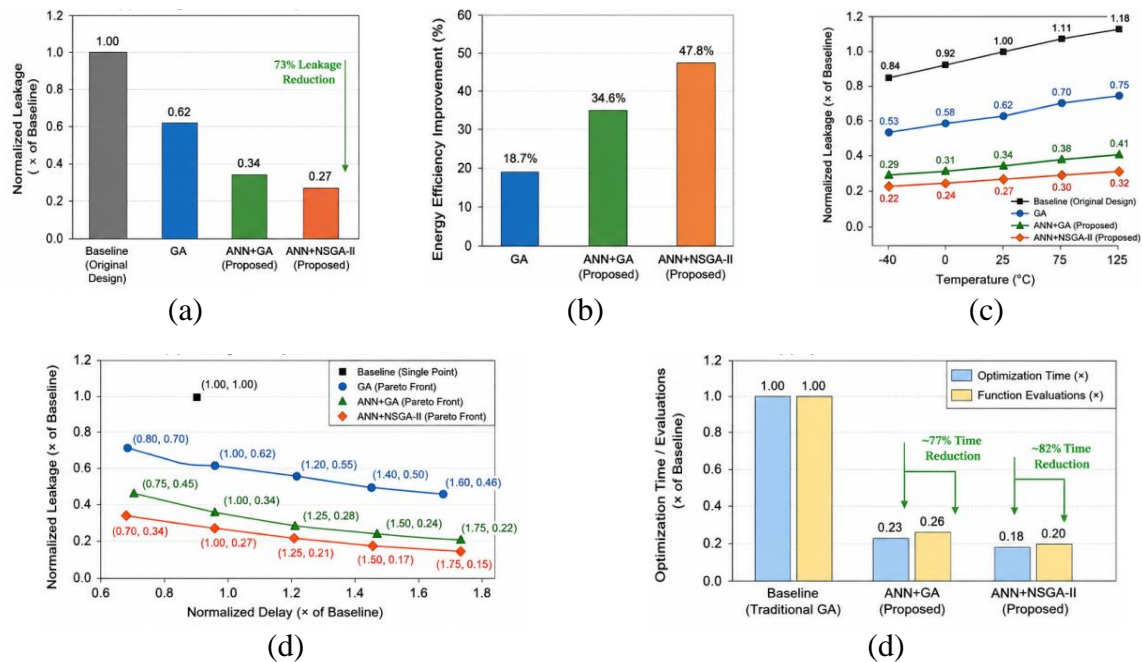 Normalized Leakage
( × of Baseline)
1.2
1.0
0.8
0.6
0.4
0.2
0.0
1.00
0.62
0.34
0.27
73% Leakage
Reduction
Baseline
(Original
Design)
GA
ANN+GA
(Proposed)
ANN+NSGA-II
(Proposed)
(a)
Energy Efficiency Improvement (%)
60
50
40
30
20
10
0
18.7%
34.6%
47.8%
GA
ANN+GA
(Proposed)
ANN+NSGA-II
(Proposed)
(b)
Normalized Leakage (× of Baseline)
1.2
1.0
0.8
0.6
0.4
0.2
0.0
0.84
0.92
1.00
1.11
1.18
0.53
0.58
0.62
0.70
0.75
0.29
0.31
0.34
0.38
0.41
0.22
0.24
0.27
0.30
0.32
Baseline (Original Design)
GA
ANN+GA (Proposed)
ANN+NSGA-II (Proposed)
-40
0
25
75
125
Temperature (°C)
(c)
Normalized Leakage (× of Baseline)
1.2
1.0
0.8
0.6
0.4
0.2
0.0
(1.00, 1.00)
Baseline (Single Point)
GA (Pareto Front)
ANN+GA (Pareto Front)
ANN+NSGA-II (Pareto Front)
(0.80, 0.70)
(1.00, 0.62)
(1.20, 0.55)
(1.40, 0.50)
(1.60, 0.46)
(0.75, 0.45)
(1.00, 0.34)
(1.25, 0.28)
(1.50, 0.24)
(1.75, 0.22)
(0.70, 0.34)
(1.00, 0.27)
(1.25, 0.21)
(1.50, 0.17)
(1.75, 0.15)
0.6
0.8
1.0
1.2
1.4
1.6
1.8
Normalized Delay (× of Baseline)
(d)
Optimization Time / Evaluations
(× of Baseline)
1.2
1.0
0.8
0.6
0.4
0.2
0.0
Optimization Time (×)
Function Evaluations (×)
1.00
1.00
~77% Time
Reduction
~82% Time
Reduction
0.23
0.26
0.18
0.20
Baseline
(Traditional GA)
ANN+GA
(Proposed)
ANN+NSGA-II
(Proposed)
(d)